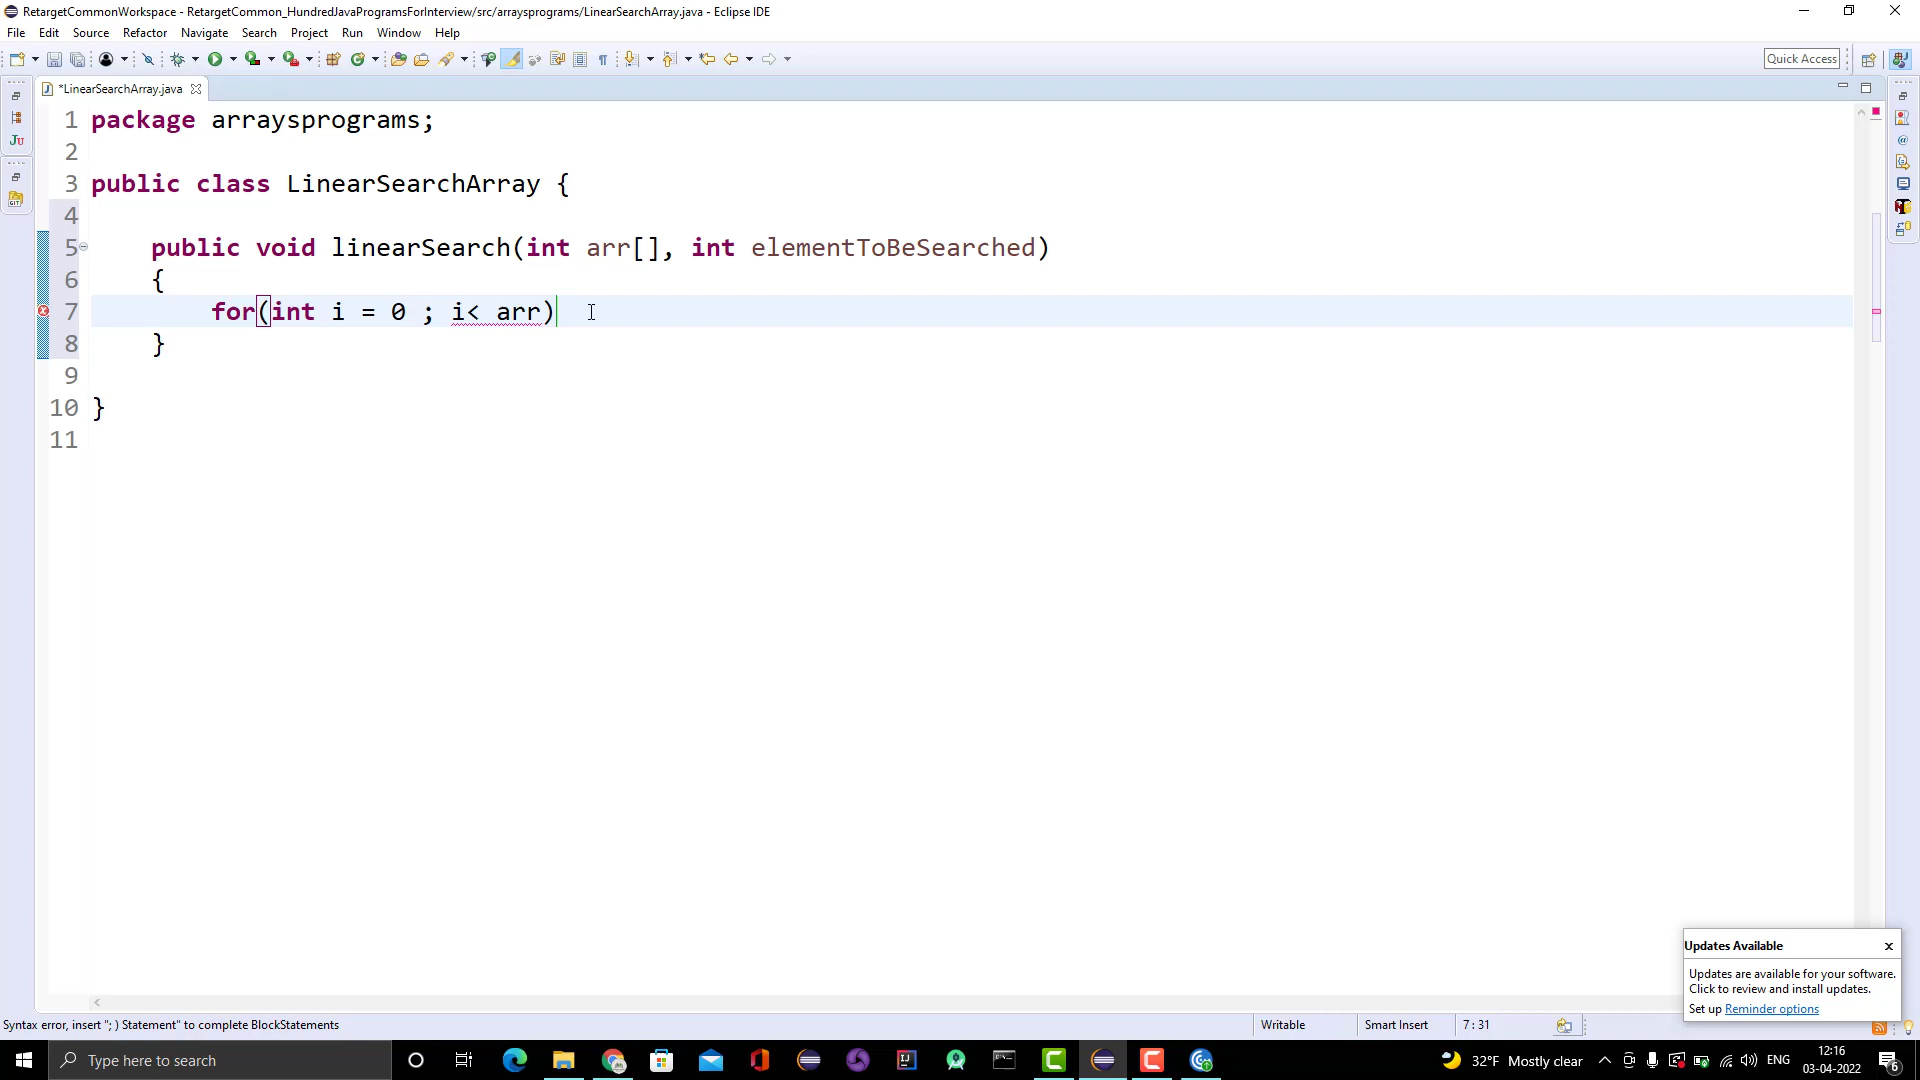 RetargetCommonWorkspace - RetargetCommon_HundredJavaProgramsForInterview/src/arraysprograms/LinearSearchArray.java - Eclipse IDE
File Edit Source Refactor Navigate Search Project Run Window Help
Quick Access
*LinearSearchArray.java
1 package arraysprograms;
2
3 public class LinearSearchArray {
4
5 public void linearSearch(int arr[], int elementToBeSearched)
6 {
7 for(int i = 0 ; i< arr)
8 }
9
10 }
11
Updates Available
Updates are available for your software.
Click to review and install updates.
Set up Reminder options
Syntax error, insert "; ) Statement" to complete BlockStatements
Writable
Smart Insert
7 : 31
Type here to search
32°F Mostly clear
ENG
12:16
03-04-2022
6